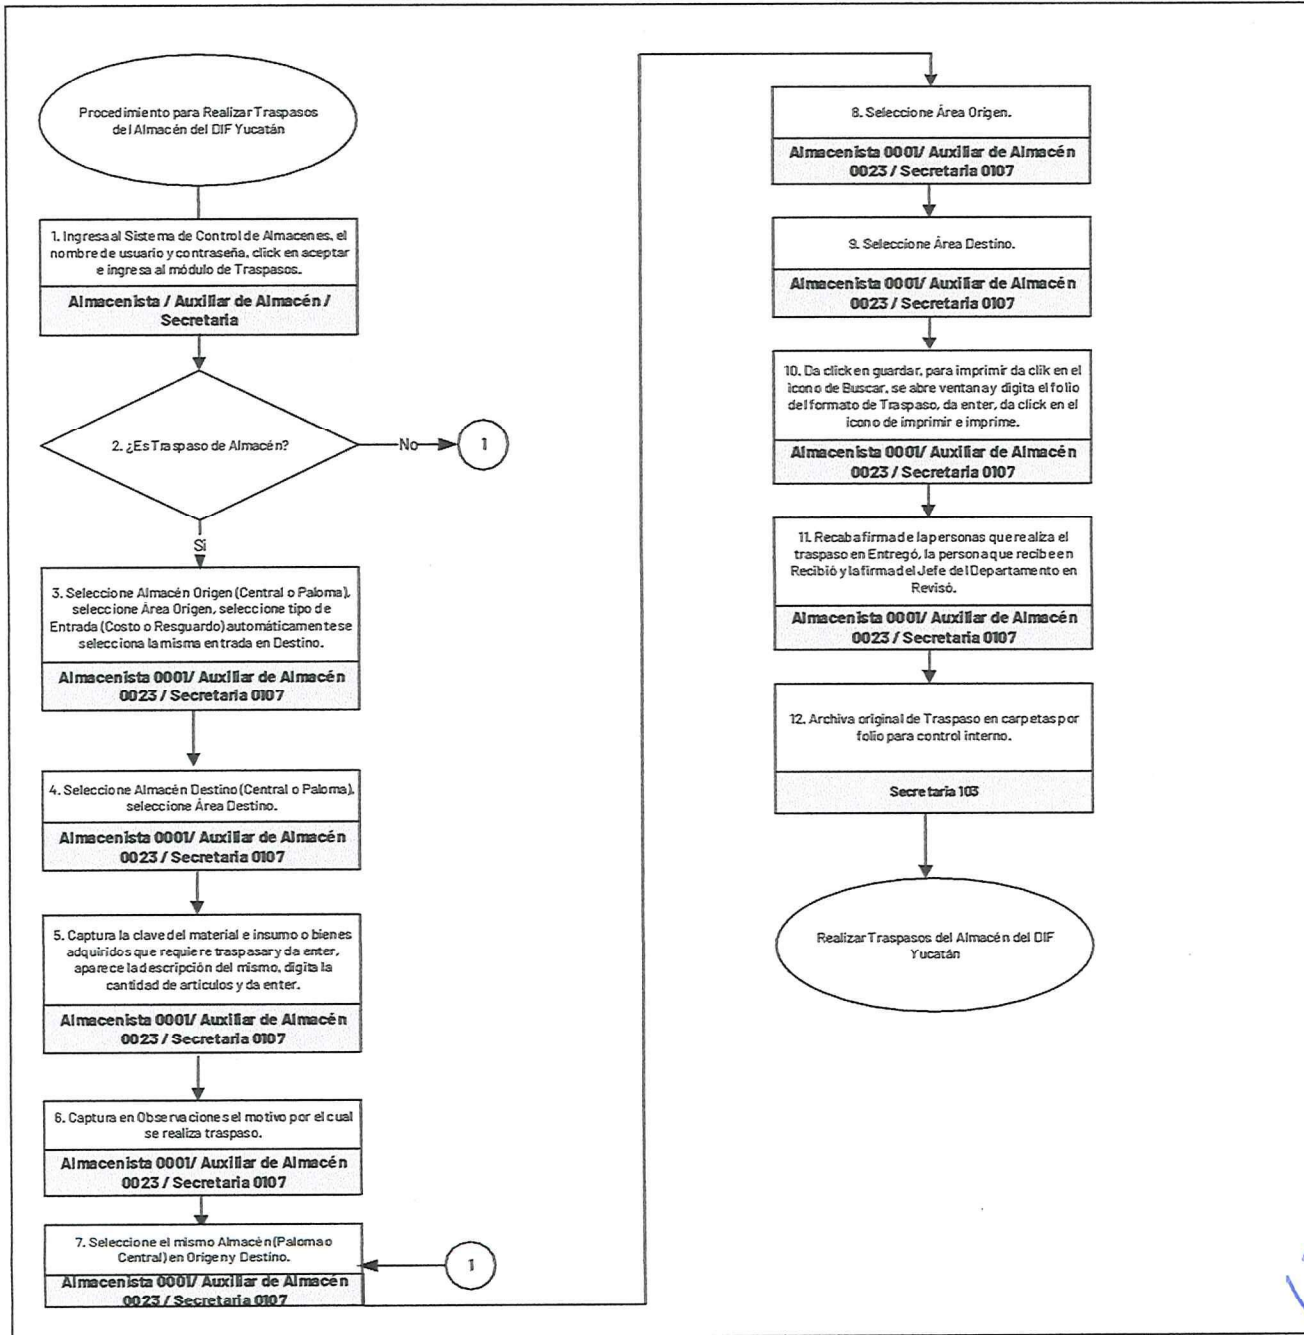 Procedimiento para Realizar Traspasos
del Almacén del DIF Yucatán
1. Ingresa al Sistema de Control de Almacenes, el
nombre de usuario y contraseña, click en aceptar
e ingresa al módulo de Traspasos.
Almacenista / Auxiliar de Almacén /
Secretaria
2. ¿Es Traspaso de Almacén?
No
1
Si
3. Seleccione Almacén Origen (Central o Paloma),
seleccione Área Origen, seleccione tipo de
Entrada (Costo o Resguardo) automáticamente se
selecciona la misma entrada en Destino.
Almacenista 0001/ Auxiliar de Almacén
0023 / Secretaria 0107
4. Seleccione Almacén Destino (Central o Paloma),
seleccione Área Destino.
Almacenista 0001/ Auxiliar de Almacén
0023 / Secretaria 0107
5. Captura la clave del material e insumo o bienes
adquiridos que requiere traspasar y da enter,
aparece la descripción del mismo, digita la
cantidad de articulos y da enter.
Almacenista 0001/ Auxiliar de Almacén
0023 / Secretaria 0107
6. Captura en Observaciones el motivo por el cual
se realiza traspaso.
Almacenista 0001/ Auxiliar de Almacén
0023 / Secretaria 0107
7. Seleccione el mismo Almacén (Paloma o
Central) en Origen y Destino.
Almacenista 0001/ Auxiliar de Almacén
0023 / Secretaria 0107
1
8. Seleccione Área Origen.
Almacenista 0001/ Auxiliar de Almacén
0023 / Secretaria 0107
9. Seleccione Área Destino.
Almacenista 0001/ Auxiliar de Almacén
0023 / Secretaria 0107
10. Da click en guardar, para imprimir da clik en el
icono de Buscar, se abre ventana y digita el folio
del formato de Traspaso, da enter, da click en el
icono de imprimir e imprime.
Almacenista 0001/ Auxiliar de Almacén
0023 / Secretaria 0107
11. Recaba firma de la personas que realiza el
traspaso en Entregó, la persona que recibe en
Recibió y la firma del Jefe del Departamento en
Revisó.
Almacenista 0001/ Auxiliar de Almacén
0023 / Secretaria 0107
12. Archiva original de Traspaso en carpetas por
folio para control interno.
Secretaria 103
Realizar Traspasos del Almacén del DIF
Yucatán